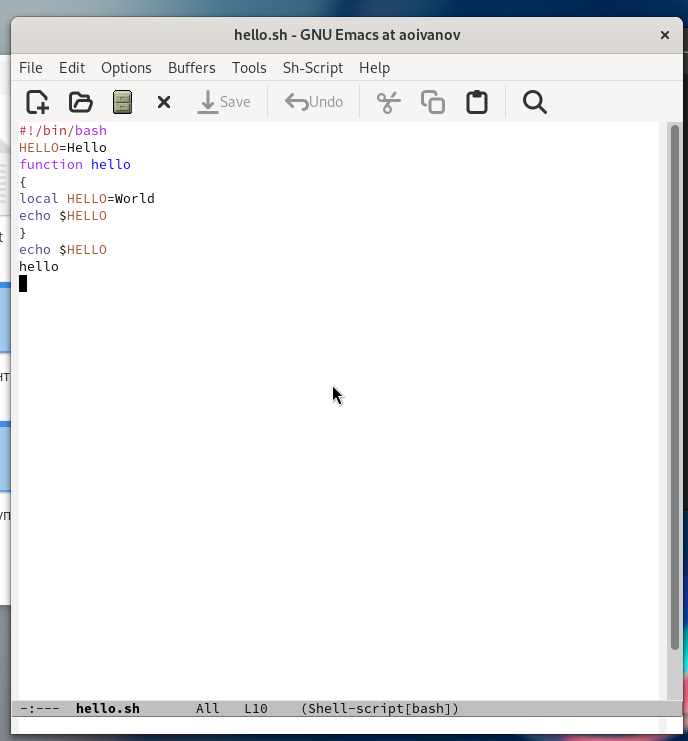 hello.sh - GNU Emacs at aoivanov
File Edit Options Buffers Tools Sh-Script Help
Save Undo
#!/bin/bash
HELLO=Hello
function hello
{
local HELLO=World
echo $HELLO
}
echo $HELLO
hello
-:--- hello.sh All L10 (Shell-script[bash])